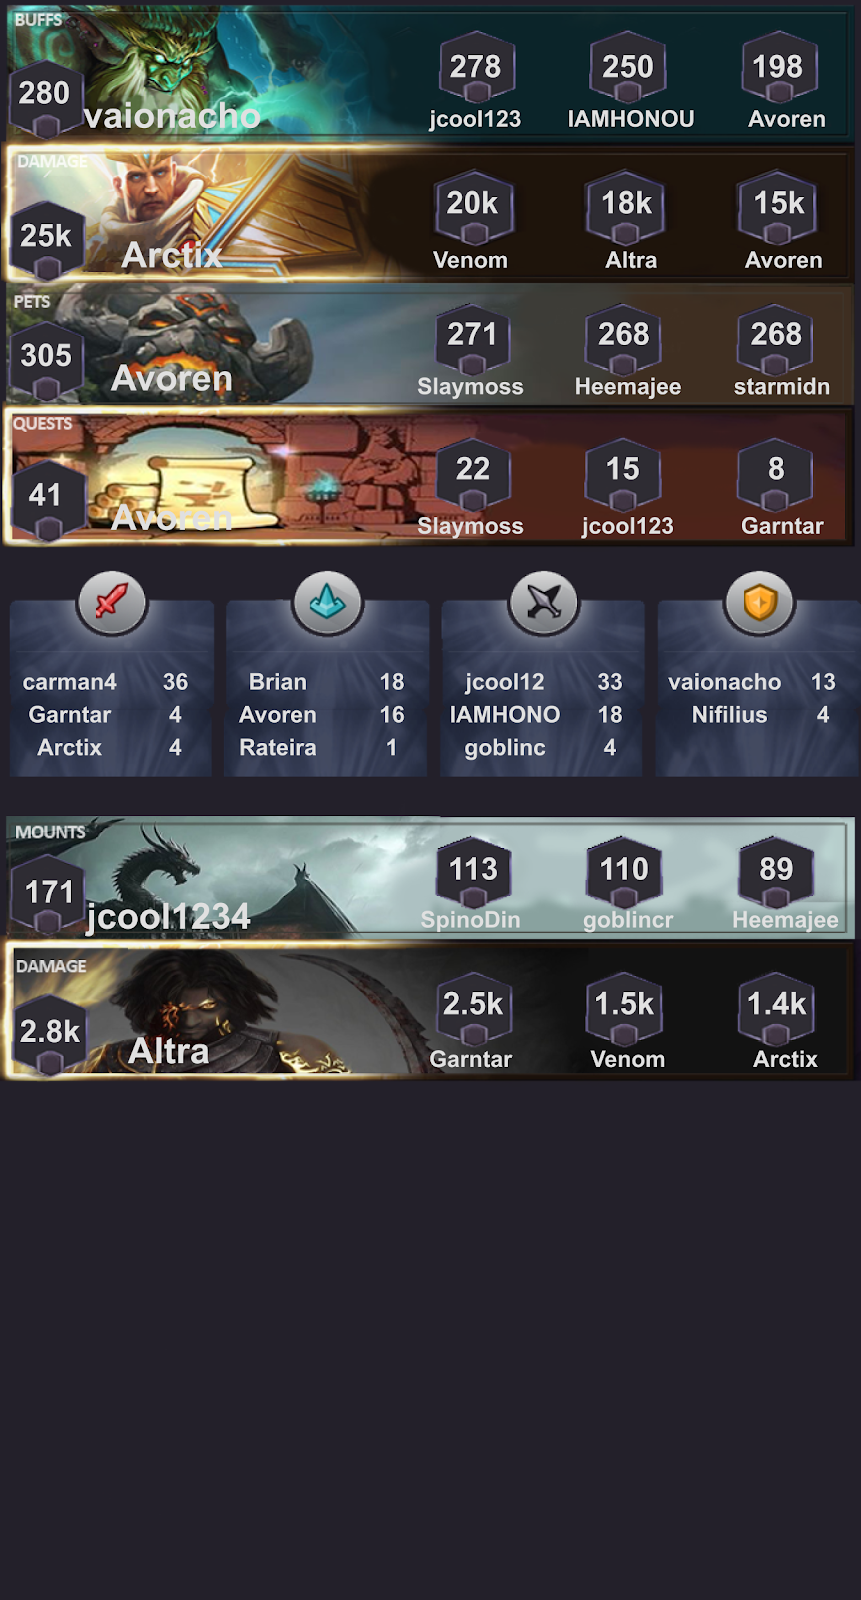 BUFFS
280 vaionacho
278 250 198
jcool123 IAMHONOU Avoren
DAMAGE
25k Arctix
20k 18k 15k
Venom Altra Avoren
PETS
305 Avoren
271 268 268
Slaymoss Heemajee starmidn
QUESTS
41 Avoren
22 15 8
Slaymoss jcool123 Garntar
carman4 36
Garntar 4
Arctix 4
Brian 18
Avoren 16
Rateira 1
jcool12 33
IAMHONO 18
goblinc 4
vaionacho 13
Nifilius 4
MOUNTS
171 jcool1234
113 110 89
SpinoDin goblincr Heemajee
DAMAGE
2.8k Altra
2.5k 1.5k 1.4k
Garntar Venom Arctix